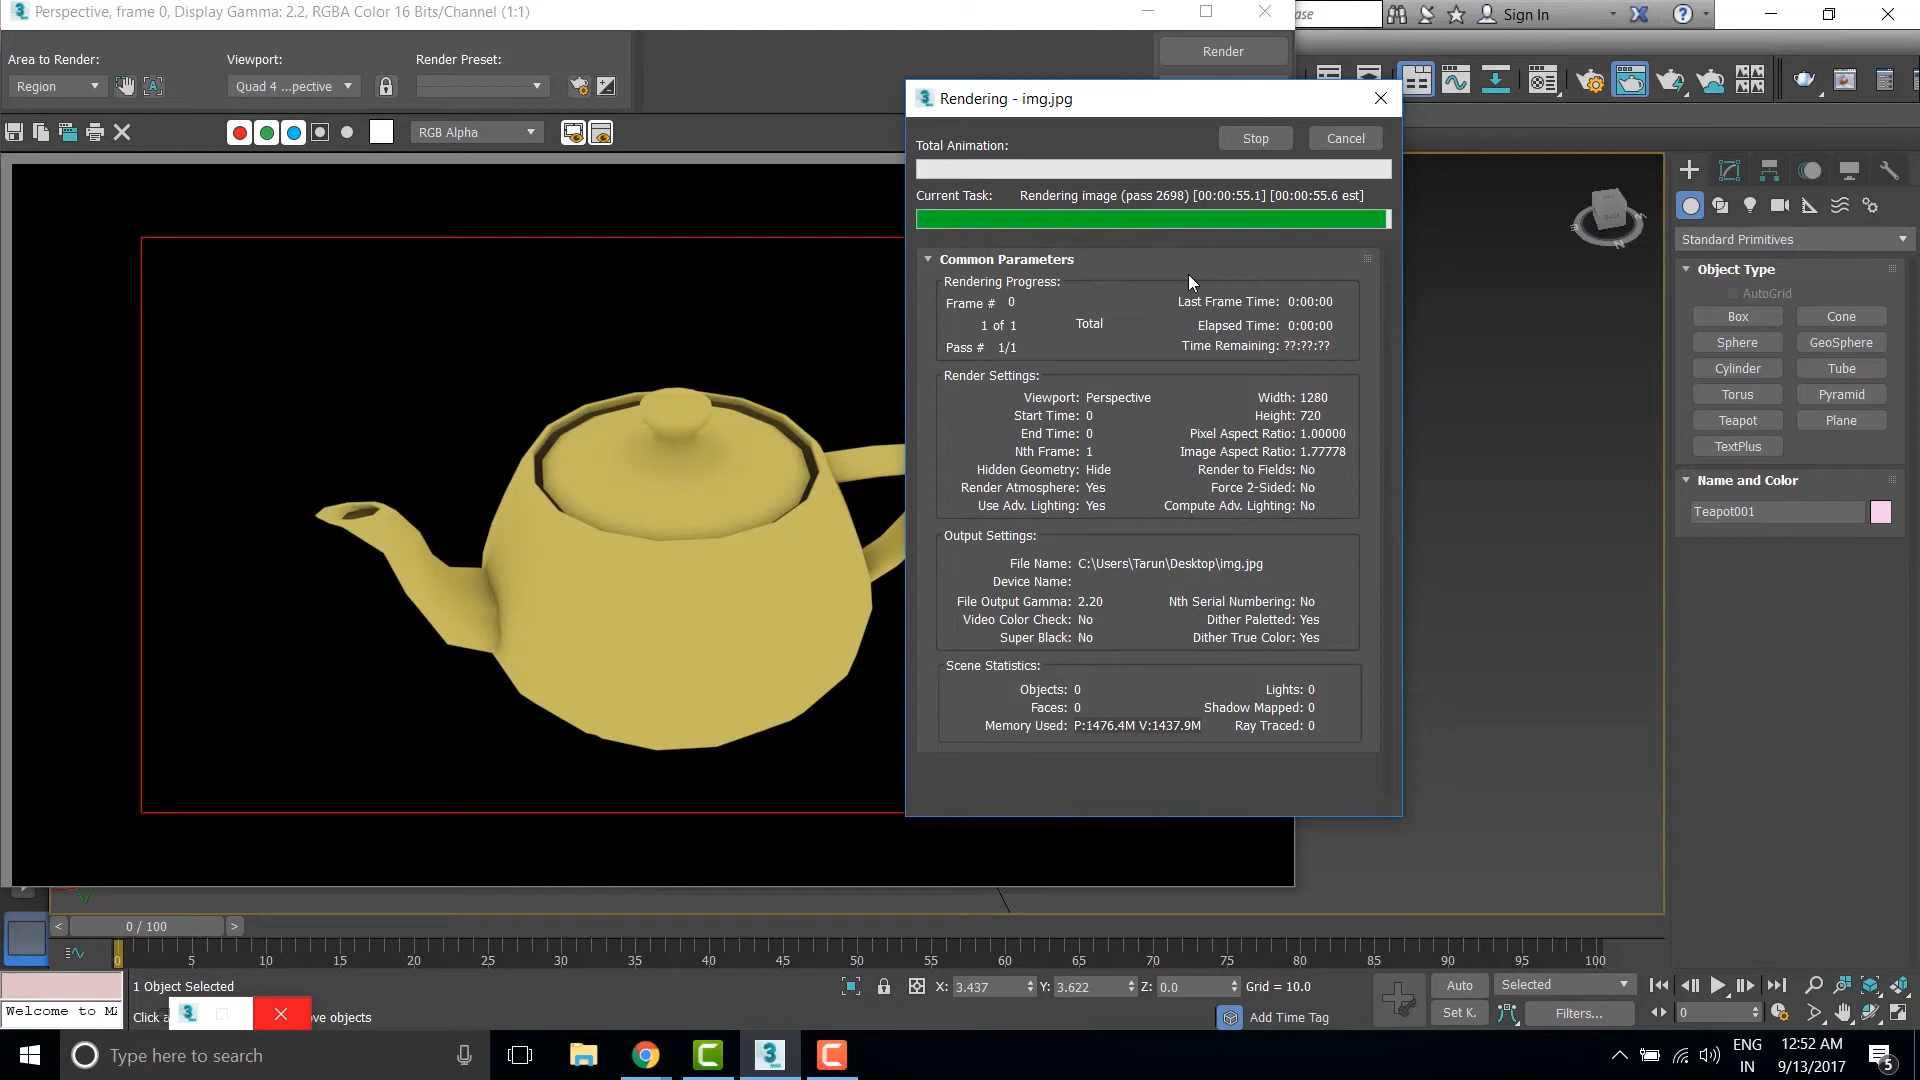 Perspective, frame 0, Display Gamma: 2.2, RGBA Color 16 Bits/Channel (1:1)
Sign In
Area to Render:
Viewport:
Render Preset:
Render
Region
Quad 4 ...pective
RGB Alpha
Rendering - img.jpg
Stop
Cancel
Total Animation:
Current Task: Rendering image (pass 2698) [00:00:55.1] [00:00:55.6 est]
Common Parameters
Rendering Progress:
Frame # 0
1 of 1
Total
Pass # 1/1
Last Frame Time: 0:00:00
Elapsed Time: 0:00:00
Time Remaining: ??:??:??
Render Settings:
Viewport: Perspective
Width: 1280
Start Time: 0
Height: 720
End Time: 0
Pixel Aspect Ratio: 1.00000
Nth Frame: 1
Image Aspect Ratio: 1.77778
Hidden Geometry: Hide
Render to Fields: No
Render Atmosphere: Yes
Force 2-Sided: No
Use Adv. Lighting: Yes
Compute Adv. Lighting: No
Output Settings:
File Name: C:\Users\Tarun\Desktop\img.jpg
Device Name:
File Output Gamma: 2.20
Nth Serial Numbering: No
Video Color Check: No
Dither Paletted: Yes
Super Black: No
Dither True Color: Yes
Scene Statistics:
Objects: 0
Lights: 0
Faces: 0
Shadow Mapped: 0
Memory Used: P:1476.4M V:1437.9M
Ray Traced: 0
Standard Primitives
Object Type
AutoGrid
Box
Cone
Sphere
GeoSphere
Cylinder
Tube
Torus
Pyramid
Teapot
Plane
TextPlus
Name and Color
Teapot001
0 / 100
0 5 10 15 20 25 30 35 40 45 50 55 60 65 70 75 80 85 90 95 100
1 Object Selected
X: 3.437
Y: 3.622
Z: 0.0
Grid = 10.0
Auto
Selected
Welcome to
Click
ve objects
Add Time Tag
Set K.
Filters...
0
Type here to search
ENG
IN
12:52 AM
9/13/2017
5